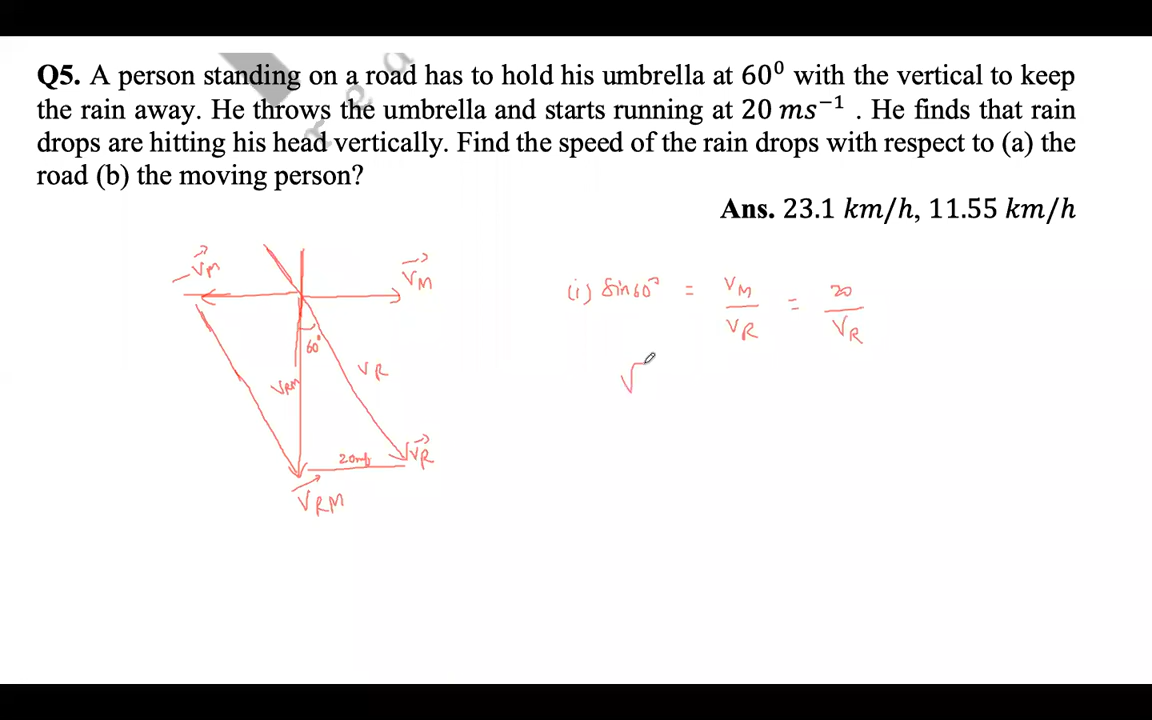 Q5. A person standing on a road has to hold his umbrella at 60⁰ with the vertical to keep
the rain away. He throws the umbrella and starts running at 20 ms⁻¹ . He finds that rain
drops are hitting his head vertically. Find the speed of the rain drops with respect to (a) the
road (b) the moving person?
Ans. 23.1 km/h, 11.55 km/h
-V⃗M
V⃗M
(i) Sin60° = VM/VR = 20/VR
60°
VR
VRM
20m/s
V⃗R
V⃗RM